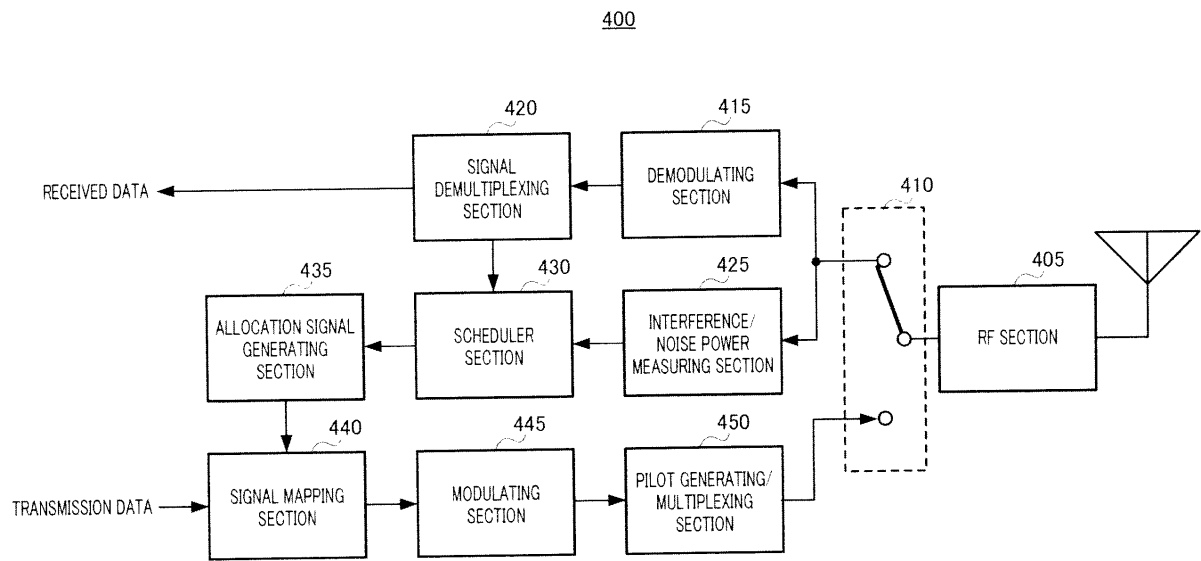 400
420
415
SIGNAL
DEMULTIPLEXING
SECTION
DEMODULATING
SECTION
RECEIVED DATA
410
435
430
425
405
ALLOCATION SIGNAL
GENERATING
SECTION
SCHEDULER
SECTION
INTERFERENCE/
NOISE POWER
MEASURING SECTION
RF SECTION
440
445
450
TRANSMISSION DATA
SIGNAL MAPPING
SECTION
MODULATING
SECTION
PILOT GENERATING/
MULTIPLEXING
SECTION